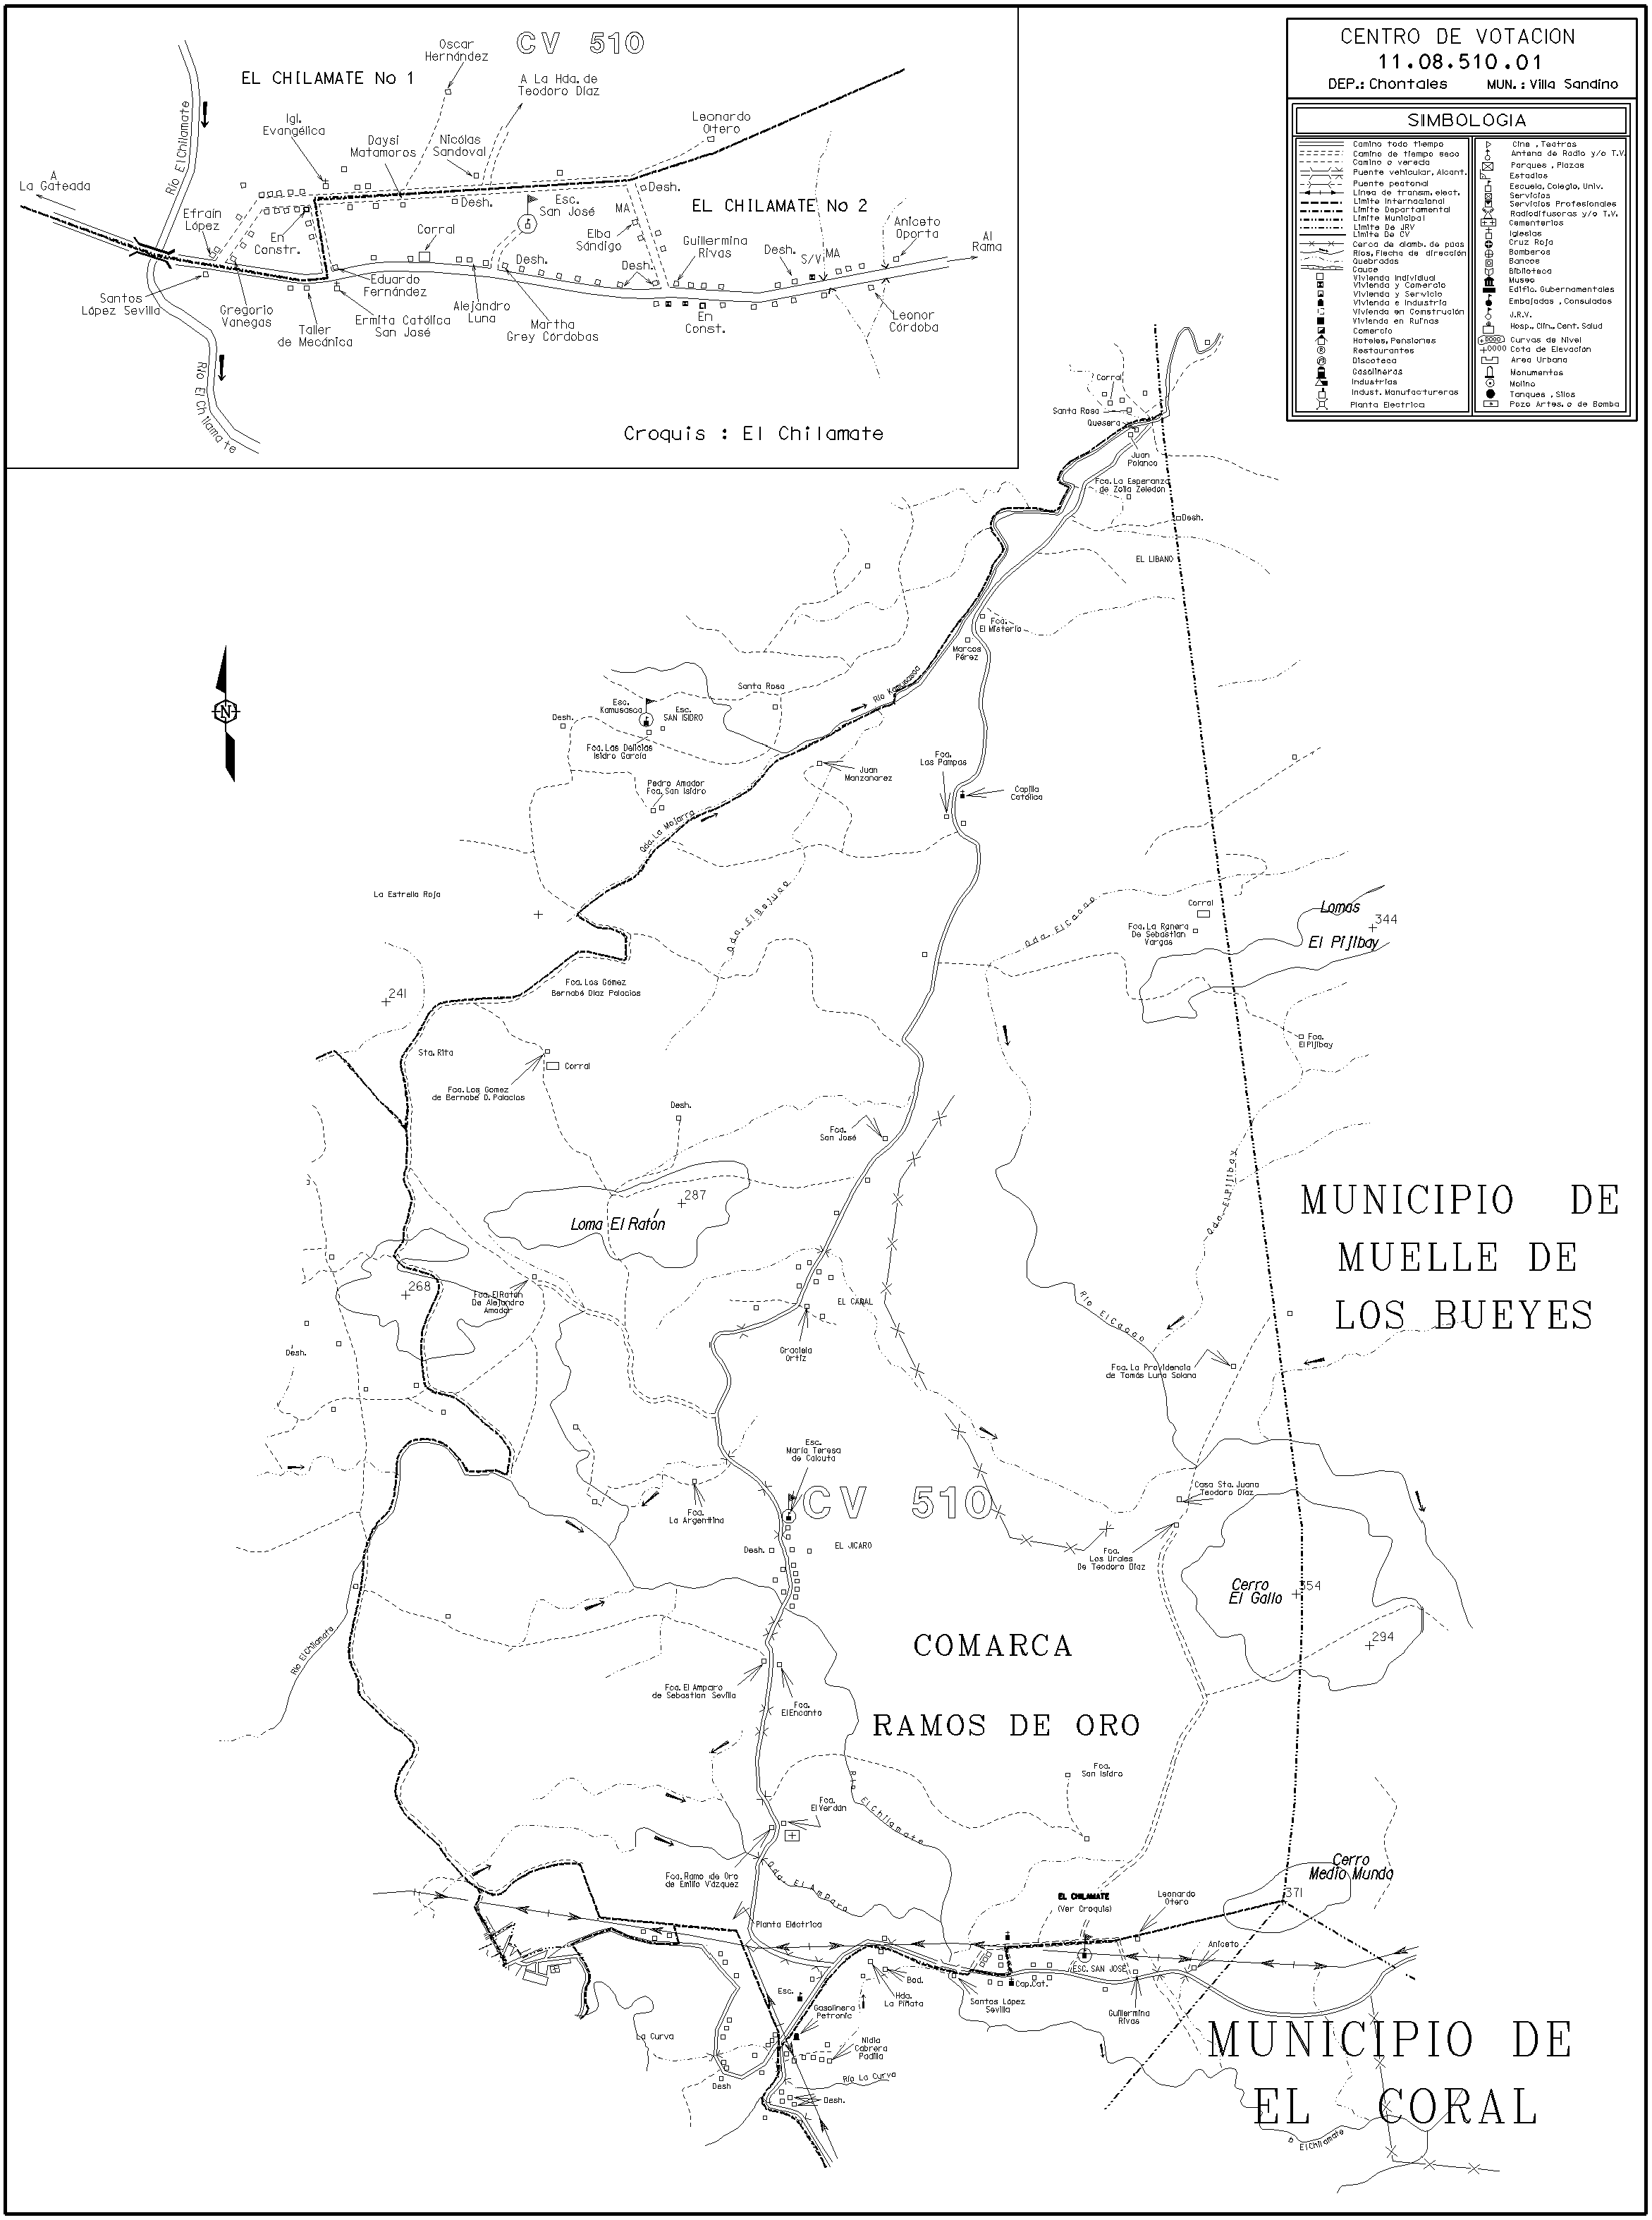 CV 510
EL CHILAMATE No 1
Oscar
Hernández
A La Hda. de
Teodoro Díaz
Río El Chilamate
Igl.
Evangélica
Daysi
Matamoros
Nicólas
Sandoval
Leonardo
Otero
A
La Gateada
Desh.
Desh.
Esc.
San José
MA
EL CHILAMATE No 2
Efraín
López
En
Constr.
Corral
Elba
Sándigo
Guillermina
Rivas
Aniceto
Oporta
Al
Rama
Desh.
S/V
MA
Desh.
Desh.
Eduardo
Fernández
Santos
López Sevilla
Gregorio
Vanegas
Taller
de Mecánica
Ermita Católica
San José
Alejandro
Luna
Martha
Grey Córdobas
En
Const.
Leonor
Córdoba
Río El Chilamate
Croquis : El Chilamate
CENTRO DE VOTACION
11.08.510.01
DEP.: Chontales MUN. : Villa Sandino
SIMBOLOGIA
Camino todo tiempo
Camino de tiempo seco
Camino o vereda
Puente vehicular, Alcant.
Puente peatonal
Línea de transm. elect.
Límite Internacional
Límite Departamental
Límite Municipal
Límite De JRV
Límite De CV
Cerca de alamb. de púas
Ríos, Flecha de dirección
Quebradas
Cauce
Vivienda Individual
Vivienda y Comercio
Vivienda y Servicio
Vivienda e Industria
Vivienda en Construción
Vivienda en Ruinas
Comercio
Hoteles, Pensiones
Restaurantes
Discoteca
Gasolineras
Industrias
Indust. Manufactureras
Planta Electrica
Cine , Teatros
Antena de Radio y/o T.V.
Parques , Plazas
Estadios
Escuela, Colegio, Univ.
Servicios
Servicios Profesionales
Radiodifusoras y/o T.V.
Cementerios
Iglesias
Cruz Roja
Bomberos
Bancos
Biblioteca
Museo
Edific. Gubernamentales
Embajadas , Consulados
J.R.V.
Hosp., Clín., Cent. Salud
Curvas de Nivel
Cota de Elevación
Area Urbana
Monumentos
Molino
Tanques , Silos
Pozo Artes. o de Bomba
Corral
Santa Rosa
Quesera
Juan
Polanco
Fca. La Esperanza
de Zoila Zeledón
Desh.
EL LIBANO
Fca.
El Misterio
Marcos
Pérez
Río Kamusasca
Santa Rosa
Esc.
Kamusasca
Esc.
SAN ISIDRO
Desh.
Fca. Las Delicias
Isidro García
Pedro Amador
Fca. San Isidro
Juan
Manzanarez
Fca.
Las Pampas
Capilla
Católica
Qda. La Mojarra
La Estrella Roja
Qda. El Bejuco
Qda. El Cacao
Corral
Fca. La Ranera
De Sebastian
Vargas
Lomas
El Pijibay
344
Fca. Los Gómez
Bernabé Díaz Palacios
241
Sta. Rita
Corral
Fca. Los Gomez
de Bernabé D. Palacios
Fca.
El Pijibay
Desh.
Fca.
San José
Qda. El Pijibay
287
Loma El Ratón
MUNICIPIO DE
MUELLE DE
LOS BUEYES
268
Fca. El Ratón
De Alejandro
Amador
EL CANAL
Río El Cacao
Graciela
Ortíz
Desh.
Fca. La Providencia
de Tomás Luna Solano
Esc.
María Teresa
de Calcuta
CV 510
Fca.
La Argentina
Casa Sta. Juana
Teodoro Díaz
Desh.
EL JICARO
Fca.
Los Urales
De Teodoro Díaz
Cerro
El Gallo
354
294
Río El Chilamate
COMARCA
RAMOS DE ORO
Fca. El Amparo
de Sebastian Sevilla
Fca.
El Encanto
Fca.
San Isidro
Río El Chilamate
Fca.
El Verdún
Fca. Ramo de Oro
de Emilio Vázquez
Qda. El Amparo
Cerro
Medio Mundo
371
EL CHILAMATE
(Ver Croquis)
Leonardo
Otero
Planta Eléctrica
Aniceto
ESC. SAN JOSE
Cap. Cat.
Bod.
Hda.
La Piñata
Santos López
Sevilla
Guillermina
Rivas
Esc.
Gasolinera
Petronic
La Curva
Nidia
Cabrera
Padilla
Río La Curva
Desh
Desh.
MUNICIPIO DE
EL CORAL
El Chilamate